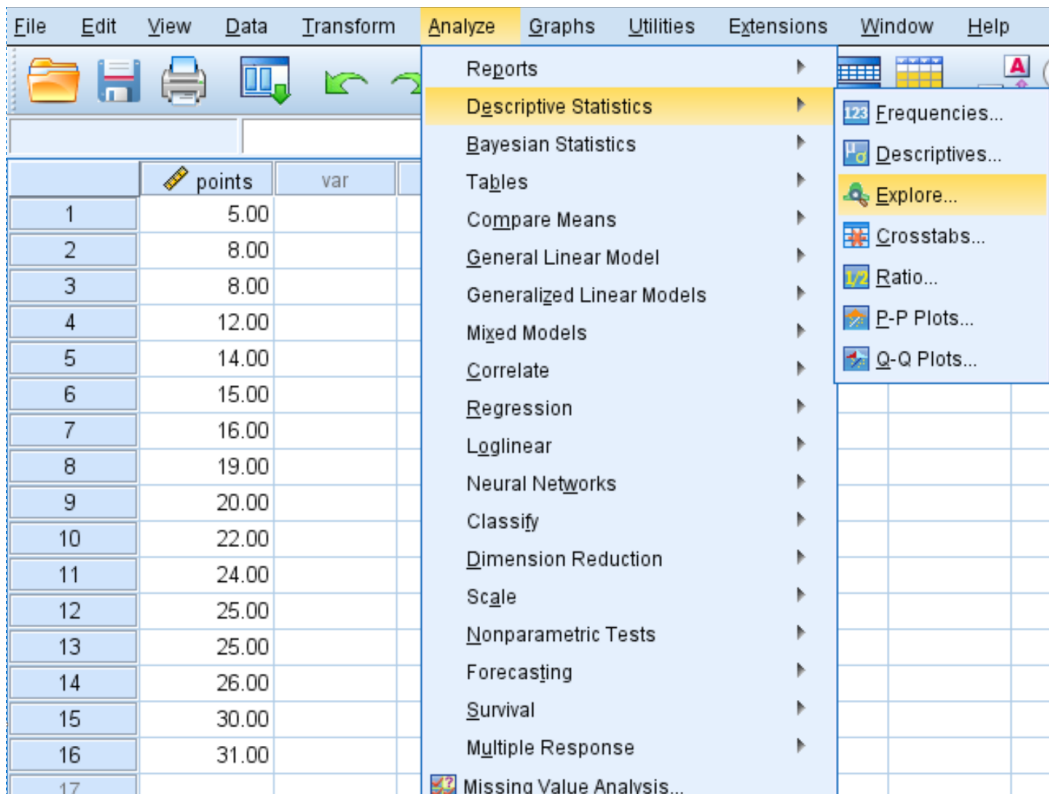 File Edit View Data Transform Analyze Graphs Utilities Extensions Window Help
A
points var
1 5.00
2 8.00
3 8.00
4 12.00
5 14.00
6 15.00
7 16.00
8 19.00
9 20.00
10 22.00
11 24.00
12 25.00
13 25.00
14 26.00
15 30.00
16 31.00
17
Reports
Descriptive Statistics
Bayesian Statistics
Tables
Compare Means
General Linear Model
Generalized Linear Models
Mixed Models
Correlate
Regression
Loglinear
Neural Networks
Classify
Dimension Reduction
Scale
Nonparametric Tests
Forecasting
Survival
Multiple Response
Missing Value Analysis...
123 Frequencies...
μσ Descriptives...
Explore...
Crosstabs...
1/2 Ratio...
P-P Plots...
Q-Q Plots...